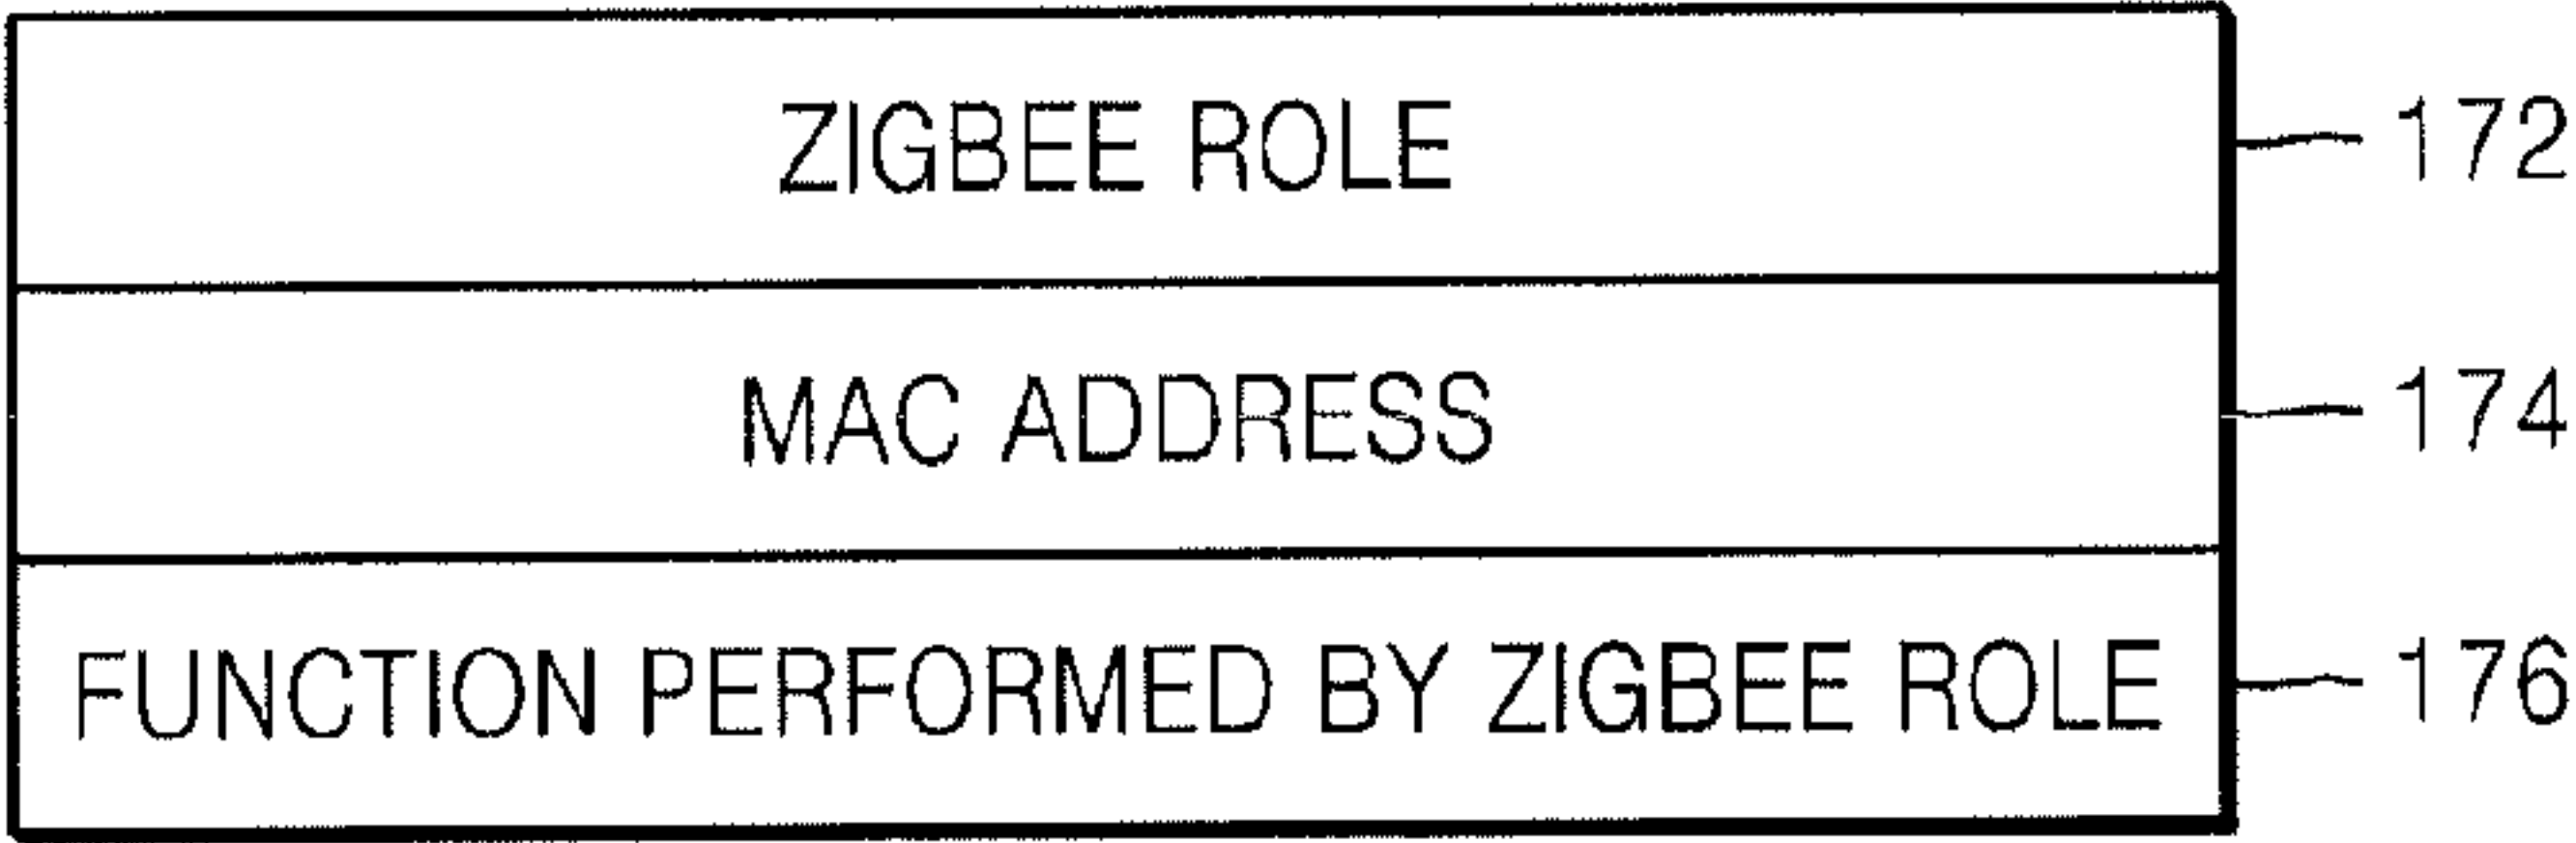 ZIGBEE ROLE 172
MAC ADDRESS 174
FUNCTION PERFORMED BY ZIGBEE ROLE 176